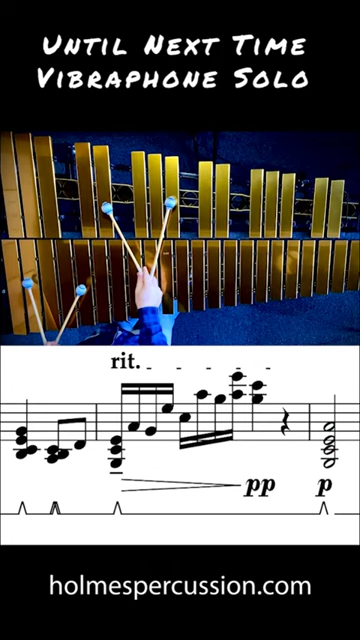 Until Next Time
Vibraphone Solo
rit.
pp
p
holmespercussion.com